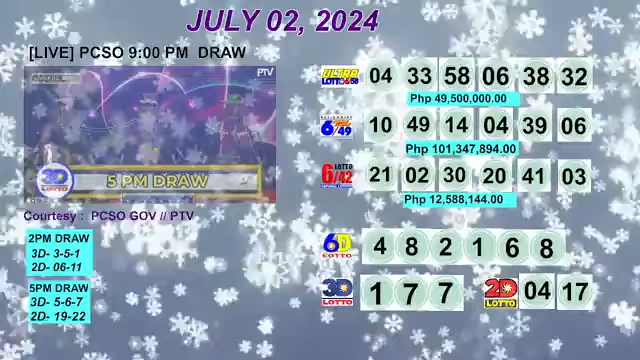 JULY 02, 2024
[LIVE] PCSO 9:00 PM DRAW
PTV
3D LOTTO
5 PM DRAW
Courtesy : PCSO GOV // PTV
2PM DRAW
3D- 3-5-1
2D- 06-11
5PM DRAW
3D- 5-6-7
2D- 19-22
ULTRA LOTTO 6/58 04 33 58 06 38 32
Php 49,500,000.00
6/49 10 49 14 04 39 06
Php 101,347,894.00
LOTTO 6/42 21 02 30 20 41 03
Php 12,588,144.00
6D LOTTO 4 8 2 1 6 8
3D LOTTO 1 7 7 2D LOTTO 04 17